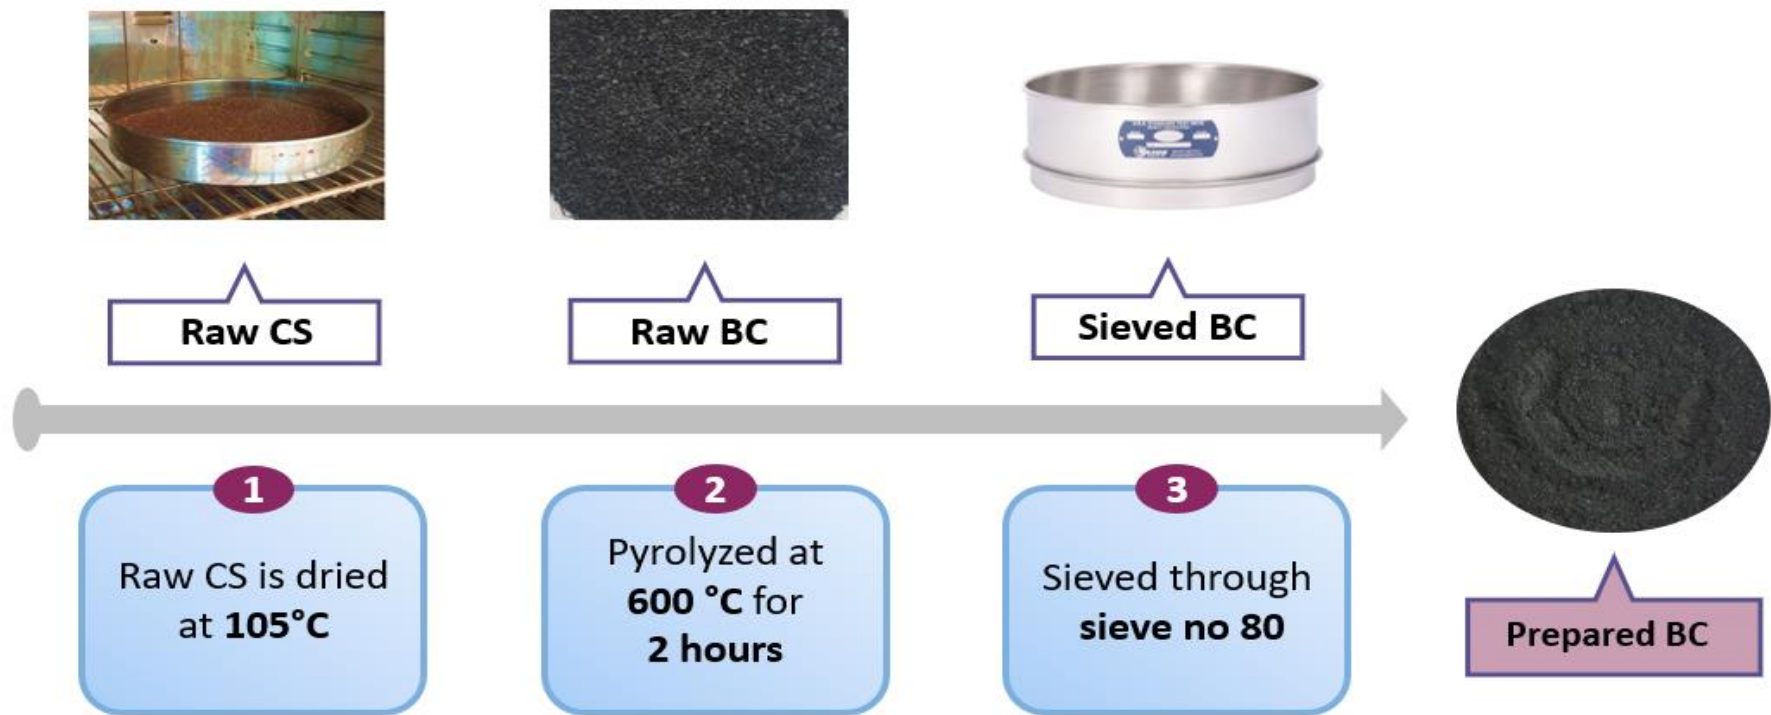 Raw CS
Raw BC
Sieved BC
1
Raw CS is dried
at 105°C
2
Pyrolyzed at
600 °C for
2 hours
3
Sieved through
sieve no 80
Prepared BC